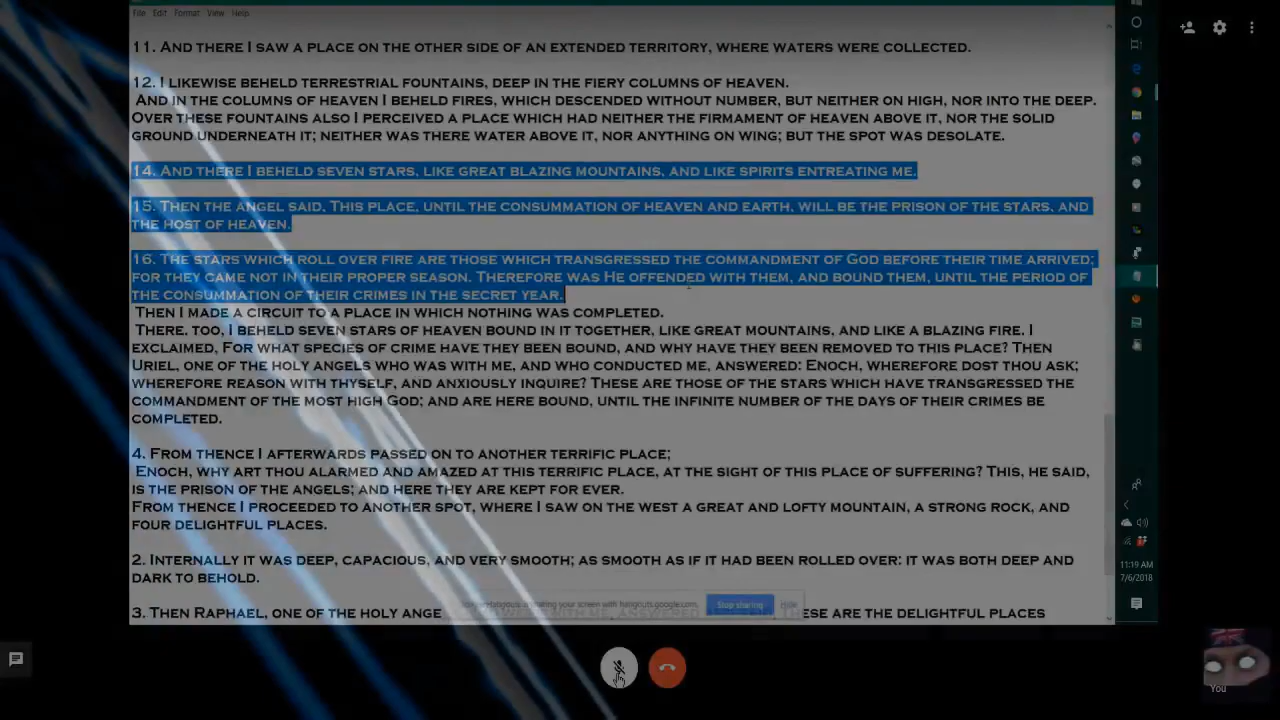 File Edit Format View Help
11. AND THERE I SAW A PLACE ON THE OTHER SIDE OF AN EXTENDED TERRITORY, WHERE WATERS WERE COLLECTED.
12. I LIKEWISE BEHELD TERRESTRIAL FOUNTAINS, DEEP IN THE FIERY COLUMNS OF HEAVEN.
AND IN THE COLUMNS OF HEAVEN I BEHELD FIRES, WHICH DESCENDED WITHOUT NUMBER, BUT NEITHER ON HIGH, NOR INTO THE DEEP.
OVER THESE FOUNTAINS ALSO I PERCEIVED A PLACE WHICH HAD NEITHER THE FIRMAMENT OF HEAVEN ABOVE IT, NOR THE SOLID
GROUND UNDERNEATH IT; NEITHER WAS THERE WATER ABOVE IT, NOR ANYTHING ON WING; BUT THE SPOT WAS DESOLATE.
14. AND THERE I BEHELD SEVEN STARS, LIKE GREAT BLAZING MOUNTAINS, AND LIKE SPIRITS ENTREATING ME.
15. THEN THE ANGEL SAID, THIS PLACE, UNTIL THE CONSUMMATION OF HEAVEN AND EARTH, WILL BE THE PRISON OF THE STARS, AND
THE HOST OF HEAVEN.
16. THE STARS WHICH ROLL OVER FIRE ARE THOSE WHICH TRANSGRESSED THE COMMANDMENT OF GOD BEFORE THEIR TIME ARRIVED;
FOR THEY CAME NOT IN THEIR PROPER SEASON. THEREFORE WAS HE OFFENDED WITH THEM, AND BOUND THEM, UNTIL THE PERIOD OF
THE CONSUMMATION OF THEIR CRIMES IN THE SECRET YEAR.
THEN I MADE A CIRCUIT TO A PLACE IN WHICH NOTHING WAS COMPLETED.
THERE, TOO, I BEHELD SEVEN STARS OF HEAVEN BOUND IN IT TOGETHER, LIKE GREAT MOUNTAINS, AND LIKE A BLAZING FIRE. I
EXCLAIMED, FOR WHAT SPECIES OF CRIME HAVE THEY BEEN BOUND, AND WHY HAVE THEY BEEN REMOVED TO THIS PLACE? THEN
URIEL, ONE OF THE HOLY ANGELS WHO WAS WITH ME, AND WHO CONDUCTED ME, ANSWERED: ENOCH, WHEREFORE DOST THOU ASK;
WHEREFORE REASON WITH THYSELF, AND ANXIOUSLY INQUIRE? THESE ARE THOSE OF THE STARS WHICH HAVE TRANSGRESSED THE
COMMANDMENT OF THE MOST HIGH GOD; AND ARE HERE BOUND, UNTIL THE INFINITE NUMBER OF THE DAYS OF THEIR CRIMES BE
COMPLETED.
4. FROM THENCE I AFTERWARDS PASSED ON TO ANOTHER TERRIFIC PLACE;
ENOCH, WHY ART THOU ALARMED AND AMAZED AT THIS TERRIFIC PLACE, AT THE SIGHT OF THIS PLACE OF SUFFERING? THIS, HE SAID,
IS THE PRISON OF THE ANGELS; AND HERE THEY ARE KEPT FOR EVER.
FROM THENCE I PROCEEDED TO ANOTHER SPOT, WHERE I SAW ON THE WEST A GREAT AND LOFTY MOUNTAIN, A STRONG ROCK, AND
FOUR DELIGHTFUL PLACES.
2. INTERNALLY IT WAS DEEP, CAPACIOUS, AND VERY SMOOTH; AS SMOOTH AS IF IT HAD BEEN ROLLED OVER: IT WAS BOTH DEEP AND
DARK TO BEHOLD.
is sharing your screen with hangouts.google.com. Stop sharing Hide
3. THEN RAPHAEL, ONE OF THE HOLY ANGE ESE ARE THE DELIGHTFUL PLACES
11:19 AM
7/6/2018
You